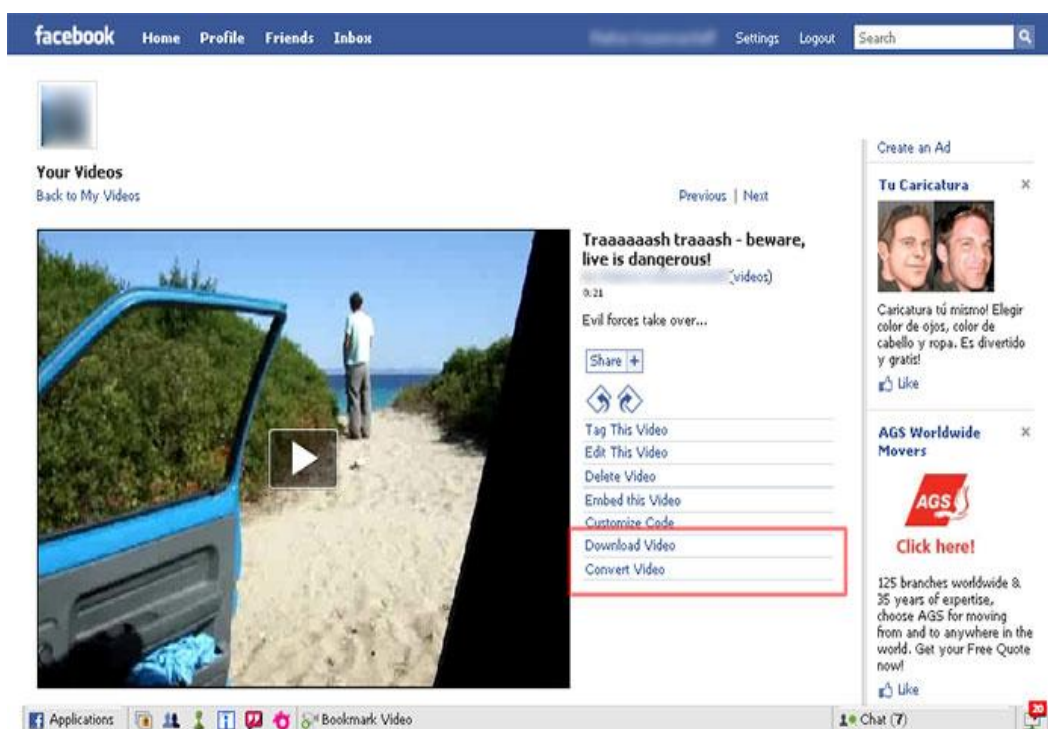 facebook Home Profile Friends Inbox Settings Logout Search
Your Videos
Back to My Videos
Previous | Next
Traaaaaash traaash - beware,
live is dangerous!
(videos)
0:21
Evil forces take over...
Share +
Tag This Video
Edit This Video
Delete Video
Embed this Video
Customize Code
Download Video
Convert Video
Create an Ad
Tu Caricatura ×
Caricatura tú mismo! Elegir
color de ojos, color de
cabello y ropa. Es divertido
y gratis!
Like
AGS Worldwide ×
Movers
AGS
Click here!
125 branches worldwide &
35 years of expertise,
choose AGS for moving
from and to anywhere in the
world. Get your Free Quote
now!
Like
Applications Bookmark Video Chat (7) 20